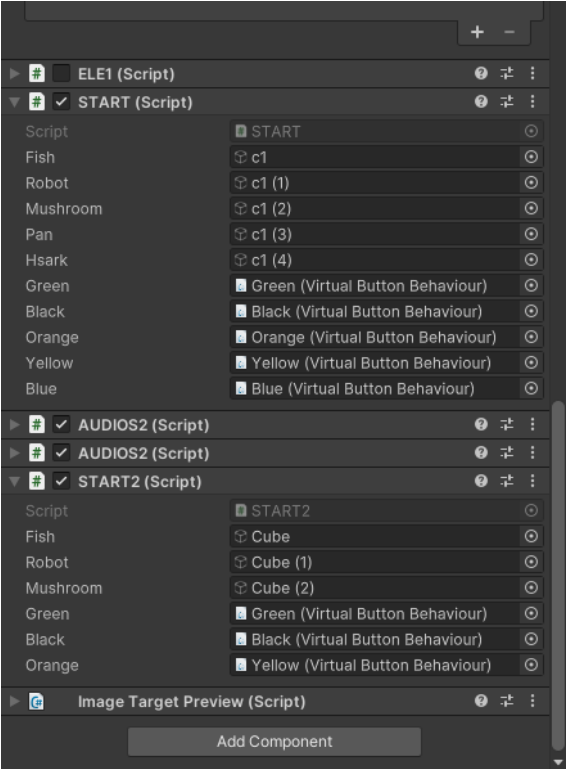 ELE1 (Script)
START (Script)
Script START
Fish c1
Robot c1 (1)
Mushroom c1 (2)
Pan c1 (3)
Hsark c1 (4)
Green Green (Virtual Button Behaviour)
Black Black (Virtual Button Behaviour)
Orange Orange (Virtual Button Behaviour)
Yellow Yellow (Virtual Button Behaviour)
Blue Blue (Virtual Button Behaviour)
AUDIOS2 (Script)
AUDIOS2 (Script)
START2 (Script)
Script START2
Fish Cube
Robot Cube (1)
Mushroom Cube (2)
Green Green (Virtual Button Behaviour)
Black Black (Virtual Button Behaviour)
Orange Yellow (Virtual Button Behaviour)
Image Target Preview (Script)
Add Component